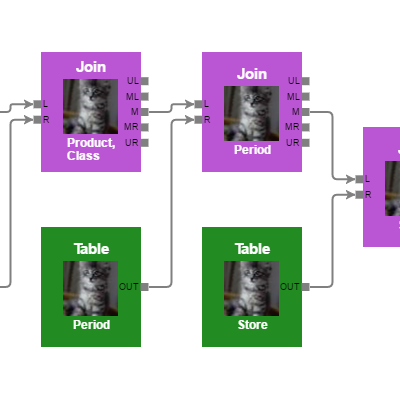 Join
UL
ML
L
M
R
MR
UR
Product,
Class
Join
UL
ML
L
M
R
MR
UR
Period
L
R
Table
OUT
Period
Table
OUT
Store